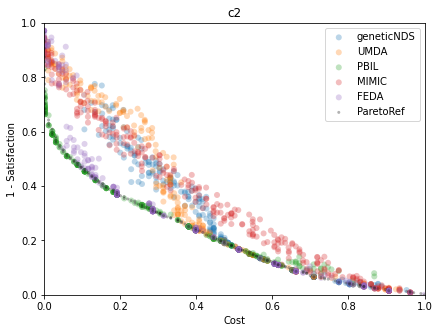 c2
geneticNDS
UMDA
PBIL
MIMIC
FEDA
ParetoRef
1 - Satisfaction
1.0
0.8
0.6
0.4
0.2
0.0
0.0 0.2 0.4 0.6 0.8 1.0
Cost